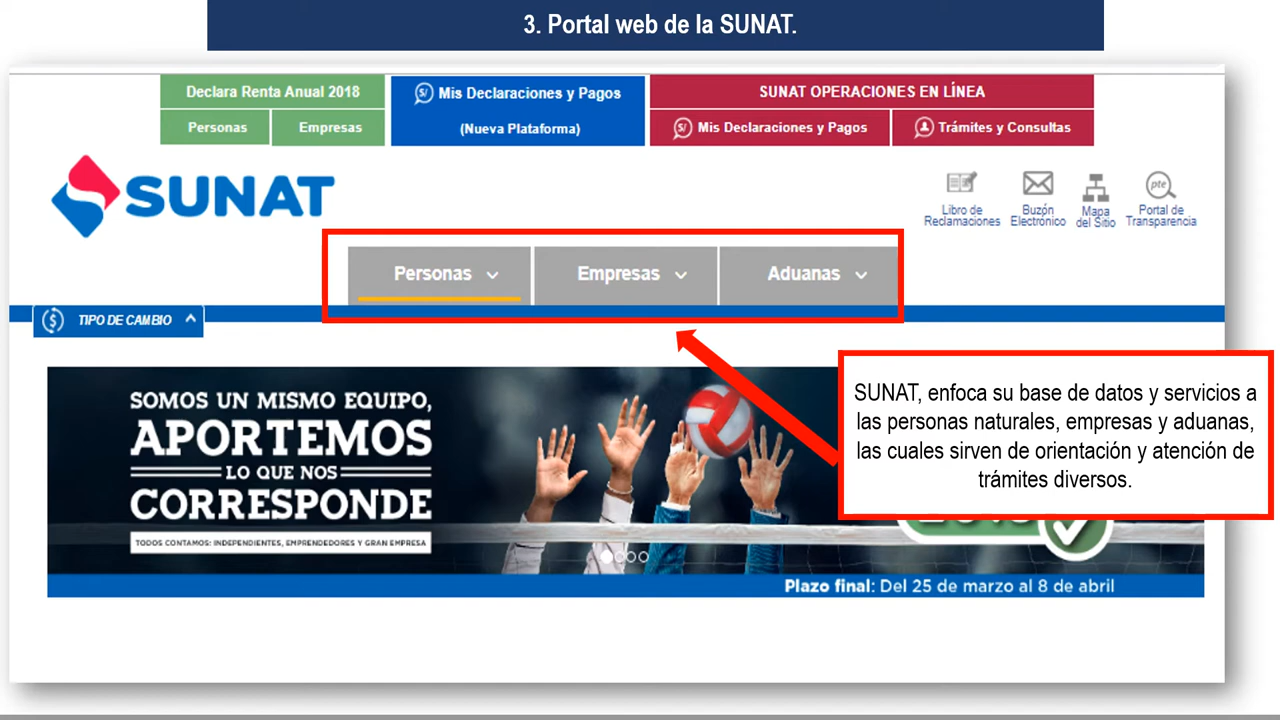 3. Portal web de la SUNAT.
Declara Renta Anual 2018
Personas
Empresas
Mis Declaraciones y Pagos
(Nueva Plataforma)
SUNAT OPERACIONES EN LÍNEA
Mis Declaraciones y Pagos
Trámites y Consultas
SUNAT
Libro de
Reclamaciones
Buzón
Electrónico
Mapa
del Sitio
pte
Portal de
Transparencia
Personas
Empresas
Aduanas
TIPO DE CAMBIO
SOMOS UN MISMO EQUIPO,
APORTEMOS
LO QUE NOS
CORRESPONDE
TODOS CONTAMOS: INDEPENDIENTES, EMPRENDEDORES Y GRAN EMPRESA
SUNAT, enfoca su base de datos y servicios a
las personas naturales, empresas y aduanas,
las cuales sirven de orientación y atención de
trámites diversos.
Plazo final: Del 25 de marzo al 8 de abril